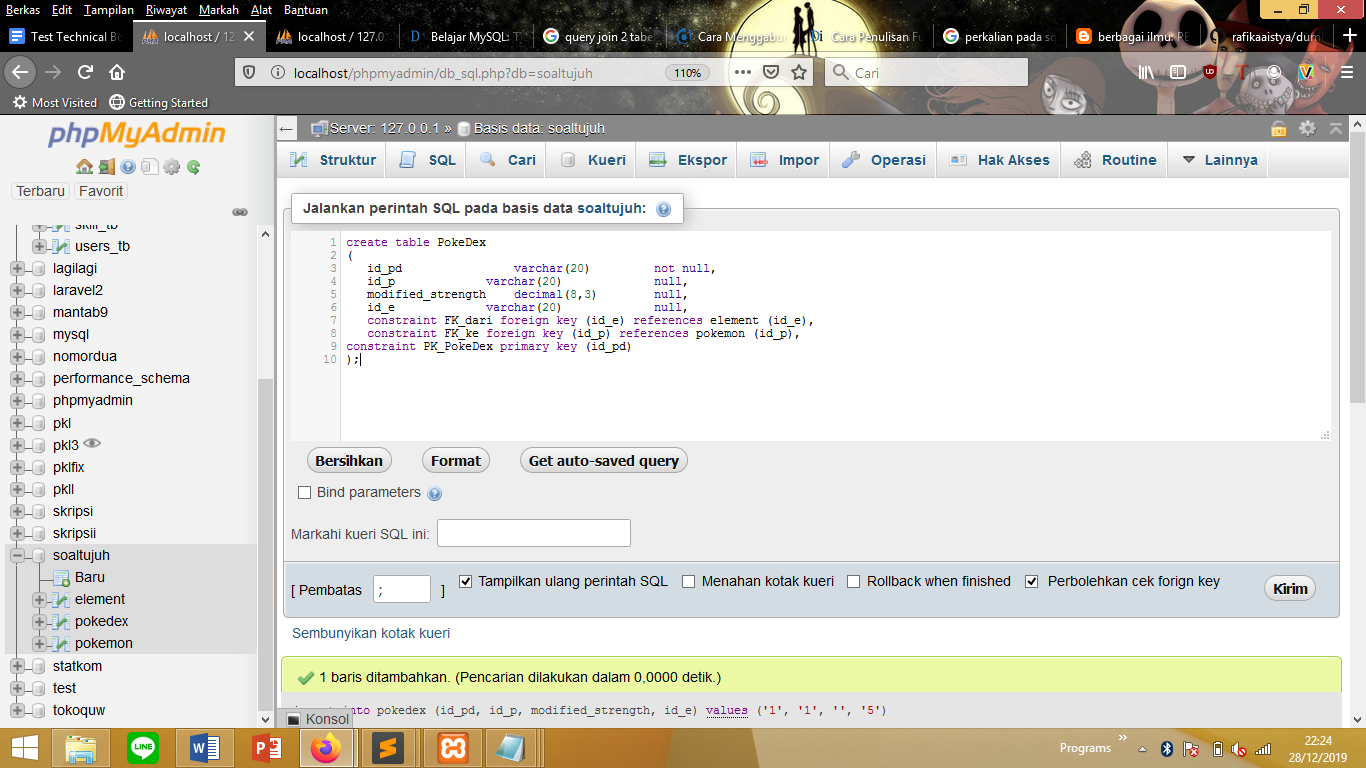 Berkas Edit Tampilan Riwayat Markah Alat Bantuan
Test Technical Bo
localhost / 12
localhost / 127.0.
Belajar MySQL: T
query join 2 tabe
Cara Menggabu
Cara Penulisan Fu
perkalian pada sq
berbagai ilmu: PE
rafikaaistya/dum
localhost/phpmyadmin/db_sql.php?db=soaltujuh
110%
Cari
Most Visited Getting Started
phpMyAdmin
Terbaru Favorit
skill_tb
users_tb
lagilagi
laravel2
mantab9
mysql
nomordua
performance_schema
phpmyadmin
pkl
pkl3
pklfix
pkll
skripsi
skripsii
soaltujuh
Baru
element
pokedex
pokemon
statkom
test
tokoquw
Server: 127.0.0.1 » Basis data: soaltujuh
Struktur SQL Cari Kueri Ekspor Impor Operasi Hak Akses Routine Lainnya
Jalankan perintah SQL pada basis data soaltujuh:
1 create table PokeDex
2 (
3 id_pd varchar(20) not null,
4 id_p varchar(20) null,
5 modified_strength decimal(8,3) null,
6 id_e varchar(20) null,
7 constraint FK_dari foreign key (id_e) references element (id_e),
8 constraint FK_ke foreign key (id_p) references pokemon (id_p),
9 constraint PK_PokeDex primary key (id_pd)
10 );
Bersihkan Format Get auto-saved query
Bind parameters
Markahi kueri SQL ini:
[ Pembatas ; ] Tampilkan ulang perintah SQL Menahan kotak kueri Rollback when finished Perbolehkan cek forign key Kirim
Sembunyikan kotak kueri
1 baris ditambahkan. (Pencarian dilakukan dalam 0,0000 detik.)
into pokedex (id_pd, id_p, modified_strength, id_e) values ('1', '1', '', '5')
Konsol
LINE
Programs »
22:24
28/12/2019